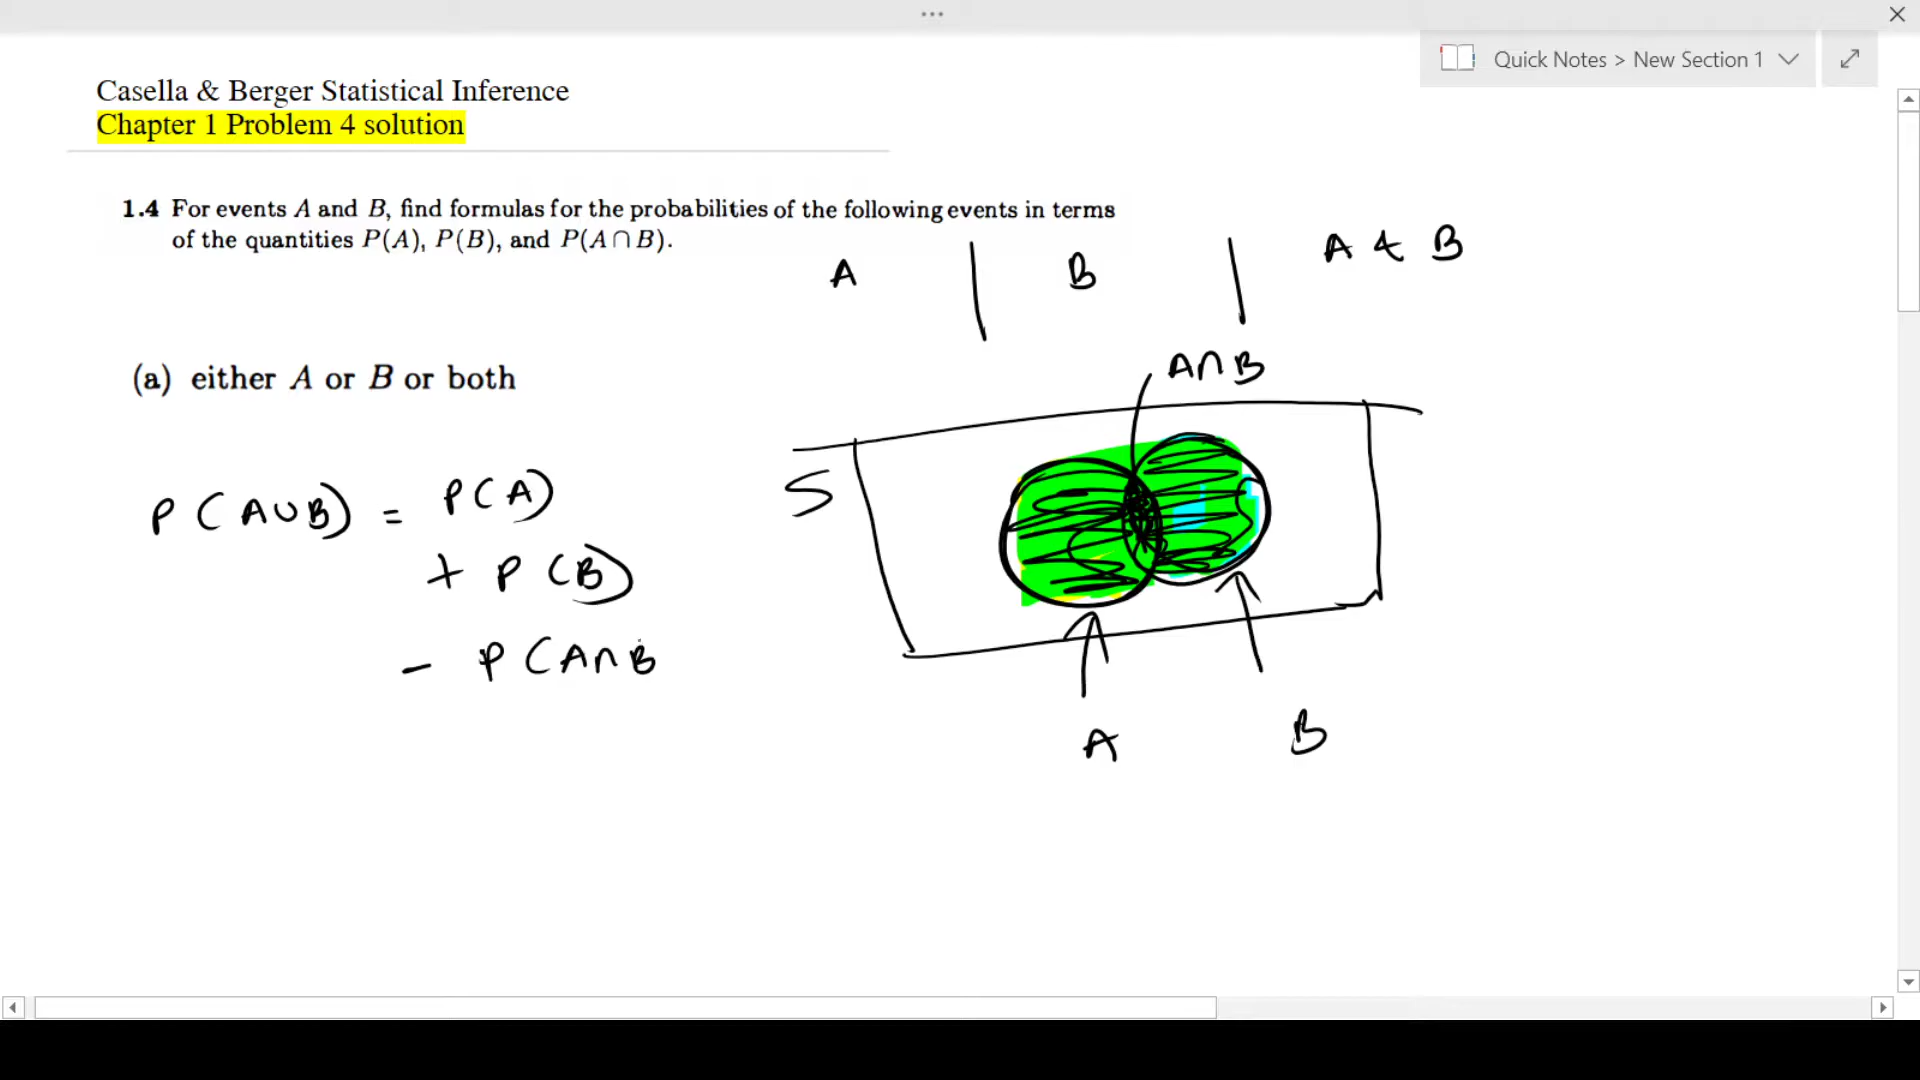 Quick Notes > New Section 1
Casella & Berger Statistical Inference
Chapter 1 Problem 4 solution
1.4 For events A and B, find formulas for the probabilities of the following events in terms
of the quantities P(A), P(B), and P(A∩B).
A | B | A & B
(a) either A or B or both
A∩B
S
P(A∪B) = P(A)
+ P(B)
- P(A∩B
A
B